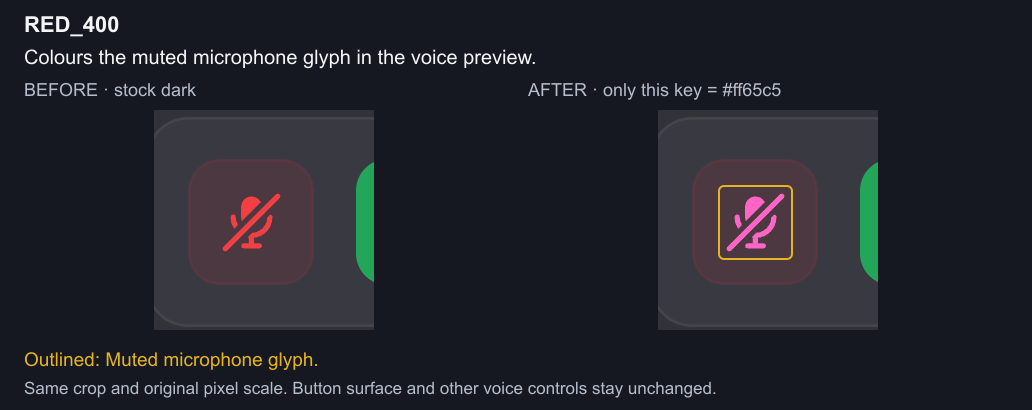 RED_400
Colours the muted microphone glyph in the voice preview.
BEFORE · stock dark
AFTER · only this key = #ff65c5
Outlined: Muted microphone glyph.
Same crop and original pixel scale. Button surface and other voice controls stay unchanged.